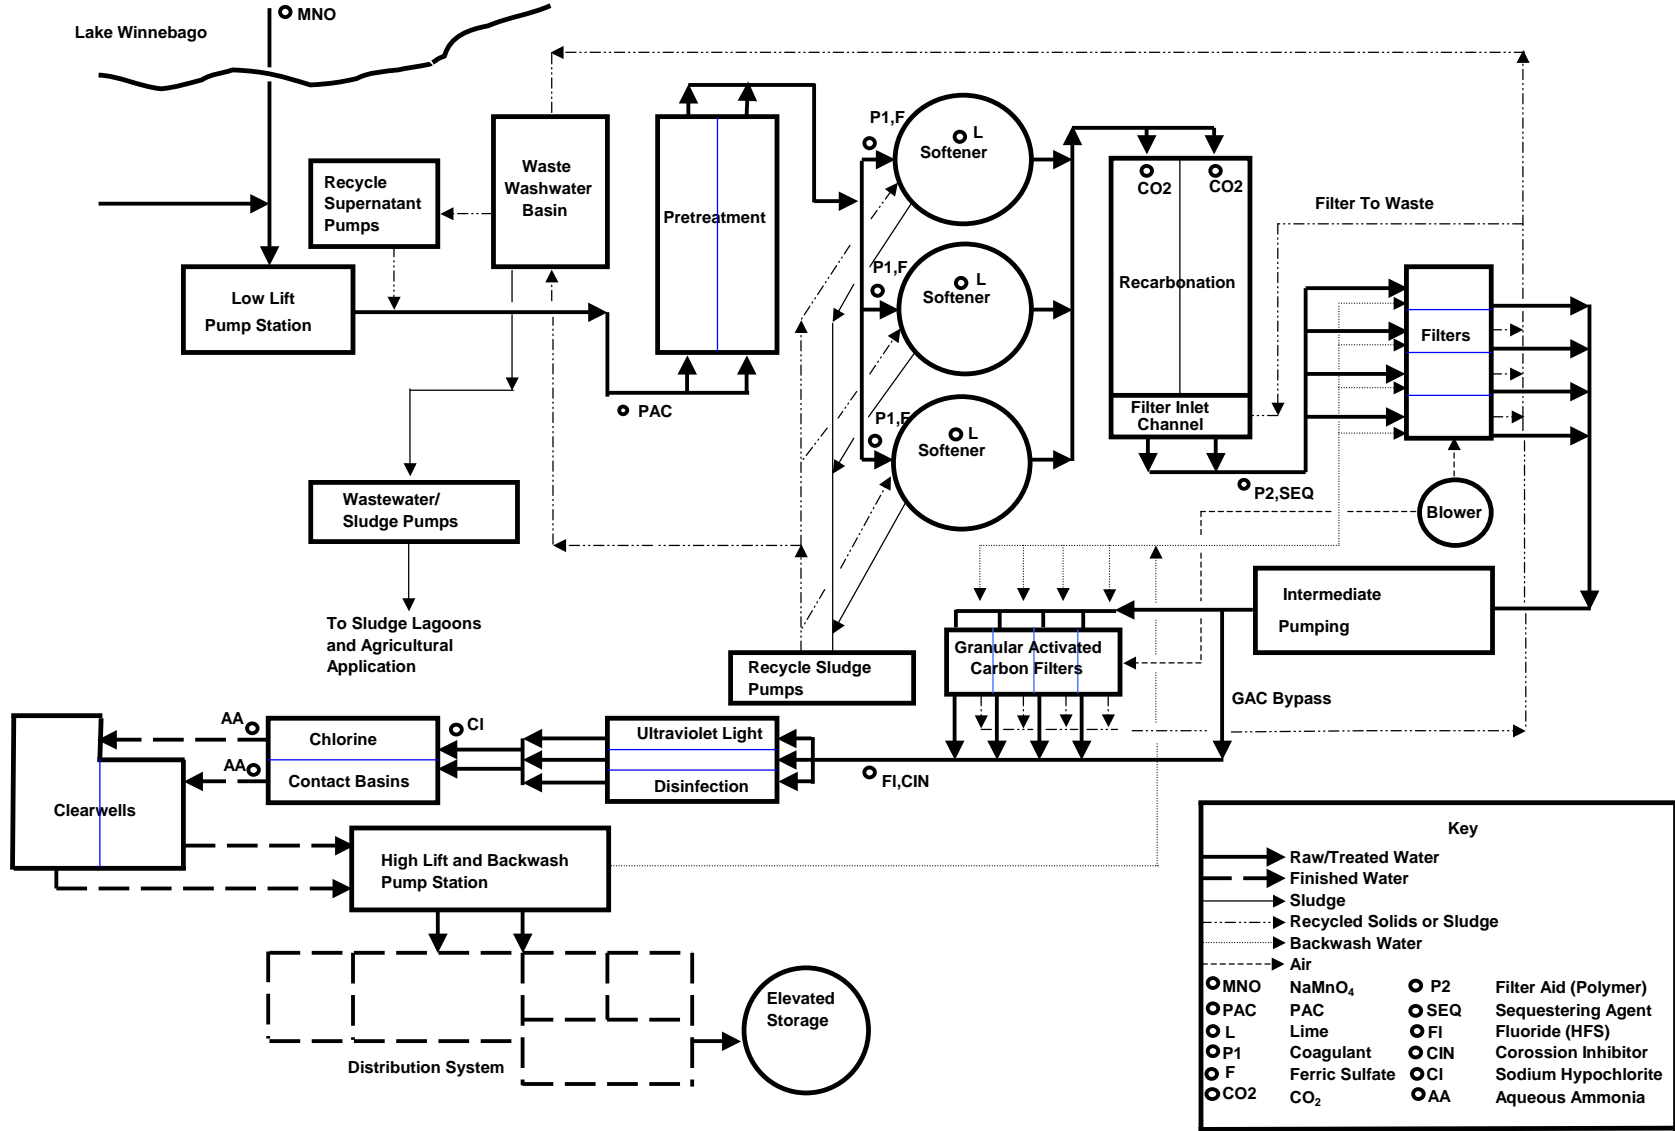 MNO
Lake Winnebago
P1,F
L
Softener
CO2
CO2
Waste
Washwater
Basin
Recycle
Supernatant
Pumps
Pretreatment
Filter To Waste
P1,F
L
Softener
Recarbonation
Low Lift
Pump Station
Filters
PAC
P1,F
L
Softener
Filter Inlet
Channel
P2,SEQ
Blower
Wastewater/
Sludge Pumps
Intermediate
Pumping
To Sludge Lagoons
and Agricultural
Application
Recycle Sludge
Pumps
Granular Activated
Carbon Filters
GAC Bypass
AA
AA
Chlorine
Contact Basins
Cl
Ultraviolet Light
Disinfection
FI,CIN
Clearwells
High Lift and Backwash
Pump Station
Elevated
Storage
Distribution System
Key
Raw/Treated Water
Finished Water
Sludge
Recycled Solids or Sludge
Backwash Water
Air
MNO NaMnO4 P2 Filter Aid (Polymer)
PAC PAC SEQ Sequestering Agent
L Lime FI Fluoride (HFS)
P1 Coagulant CIN Corossion Inhibitor
F Ferric Sulfate Cl Sodium Hypochlorite
CO2 CO2 AA Aqueous Ammonia